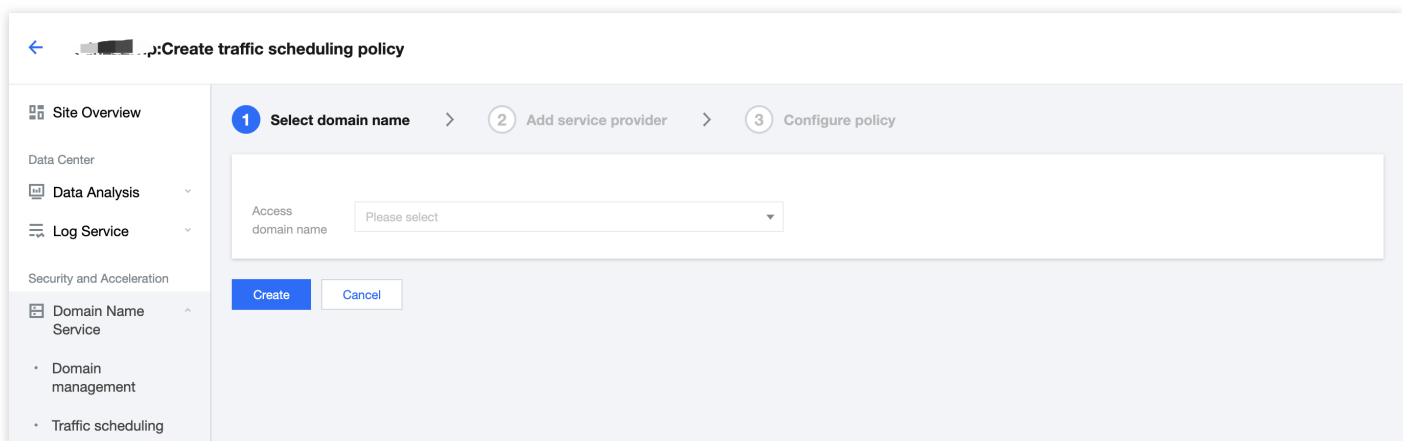 :Create traffic scheduling policy
Site Overview
Data Center
Data Analysis
Log Service
Security and Acceleration
Domain Name
Service
Domain
management
Traffic scheduling
1 Select domain name
2 Add service provider
3 Configure policy
Access
domain name
Please select
Create
Cancel